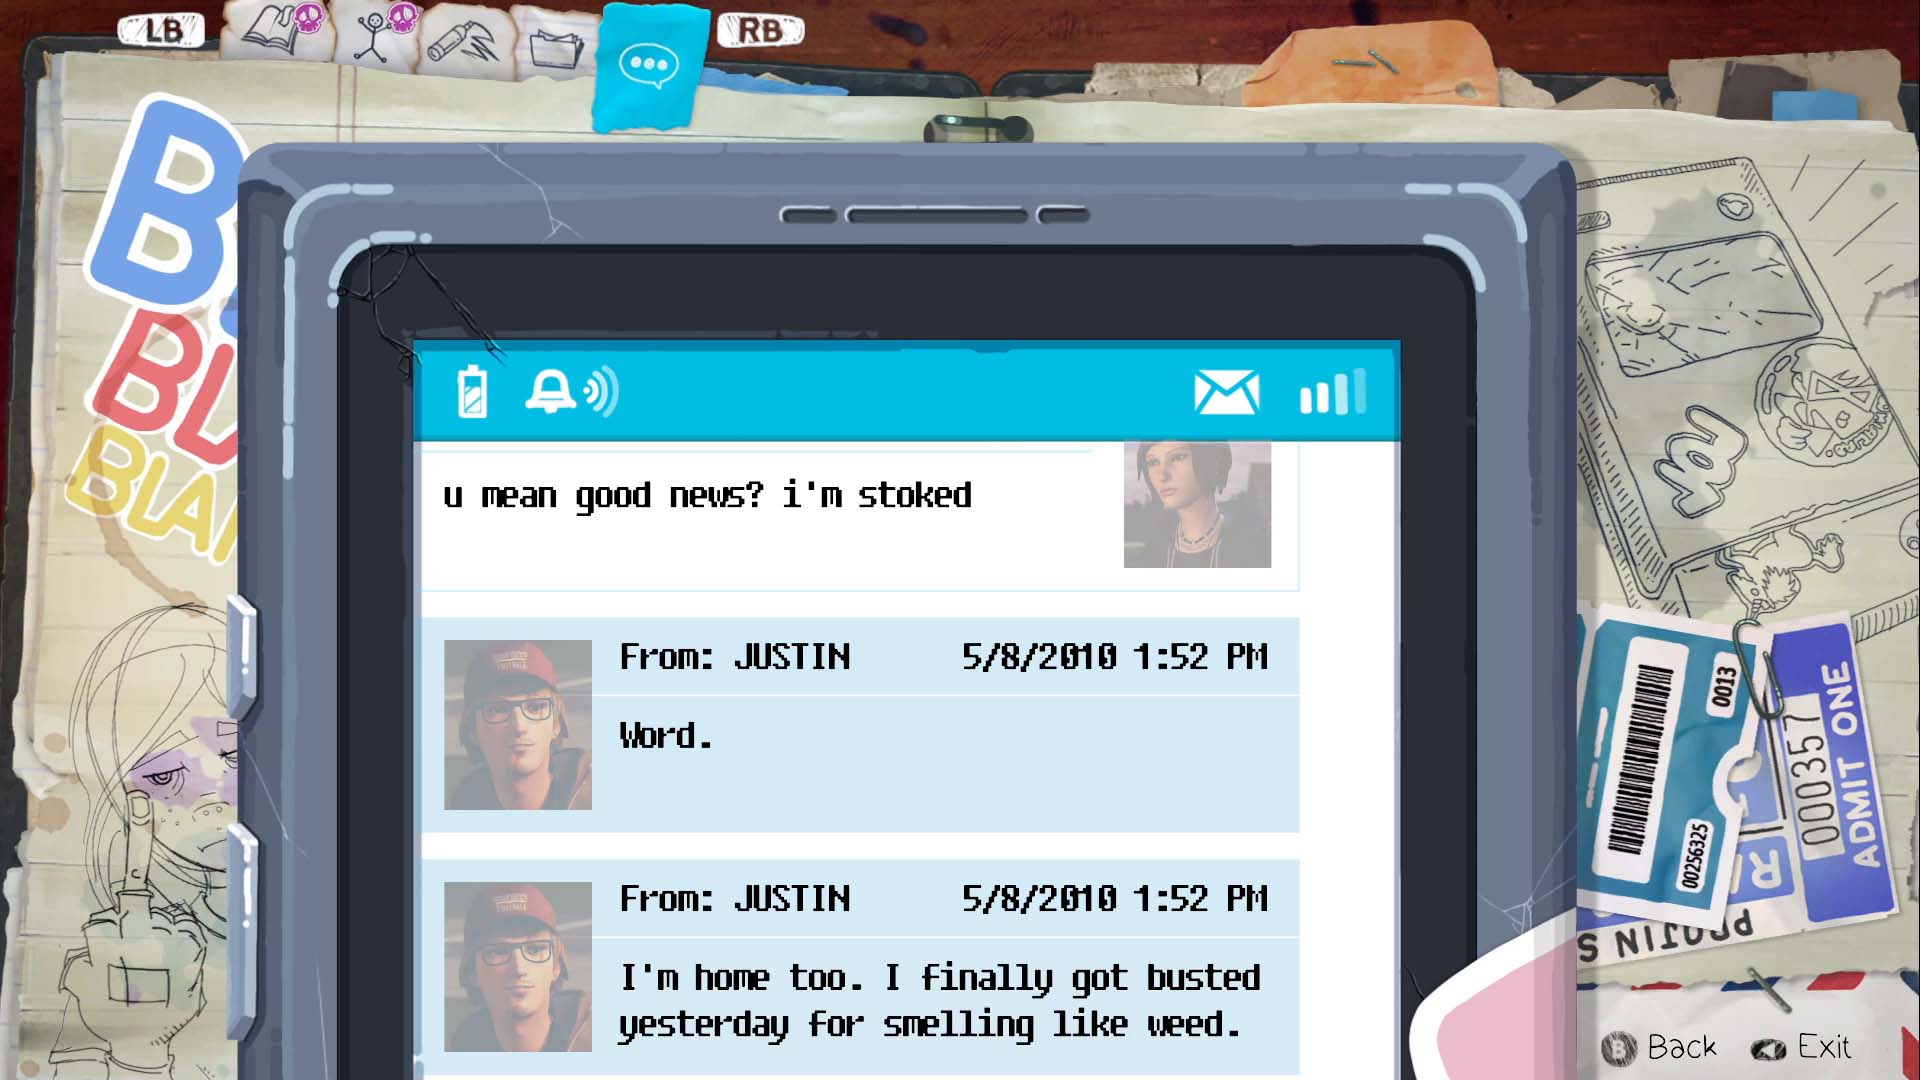 LB
RB
u mean good news? i'm stoked
From: JUSTIN 5/8/2010 1:52 PM
Word.
From: JUSTIN 5/8/2010 1:52 PM
I'm home too. I finally got busted
yesterday for smelling like weed.
0013
00256325
000357
ADMIT ONE
Back
Exit